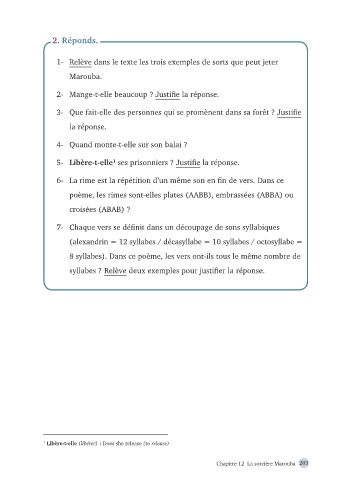 2. Réponds.
1- Relève dans le texte les trois exemples de sorts que peut jeter
Marouba.
2- Mange-t-elle beaucoup ? Justifie la réponse.
3- Que fait-elle des personnes qui se promènent dans sa forêt ? Justifie
la réponse.
4- Quand monte-t-elle sur son balai ?
5- Libère-t-elle¹ ses prisonniers ? Justifie la réponse.
6- La rime est la répétition d'un même son en fin de vers. Dans ce
poème, les rimes sont-elles plates (AABB), embrassées (ABBA) ou
croisées (ABAB) ?
7- Chaque vers se définit dans un découpage de sons syllabiques
(alexandrin = 12 syllabes / décasyllabe = 10 syllabes / octosyllabe =
8 syllabes). Dans ce poème, les vers ont-ils tous le même nombre de
syllabes ? Relève deux exemples pour justifier la réponse.
¹ Libère-t-elle (libérer) : Does she release (to release)
Chapitre 12 La sorcière Marouba 203